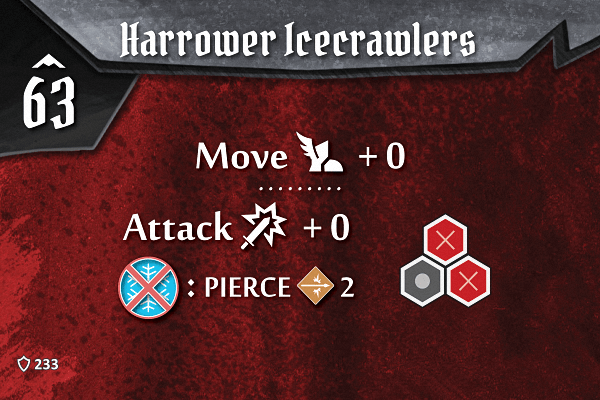 Harrower Icecrawlers
63
Move + 0
Attack + 0
: PIERCE 2
233